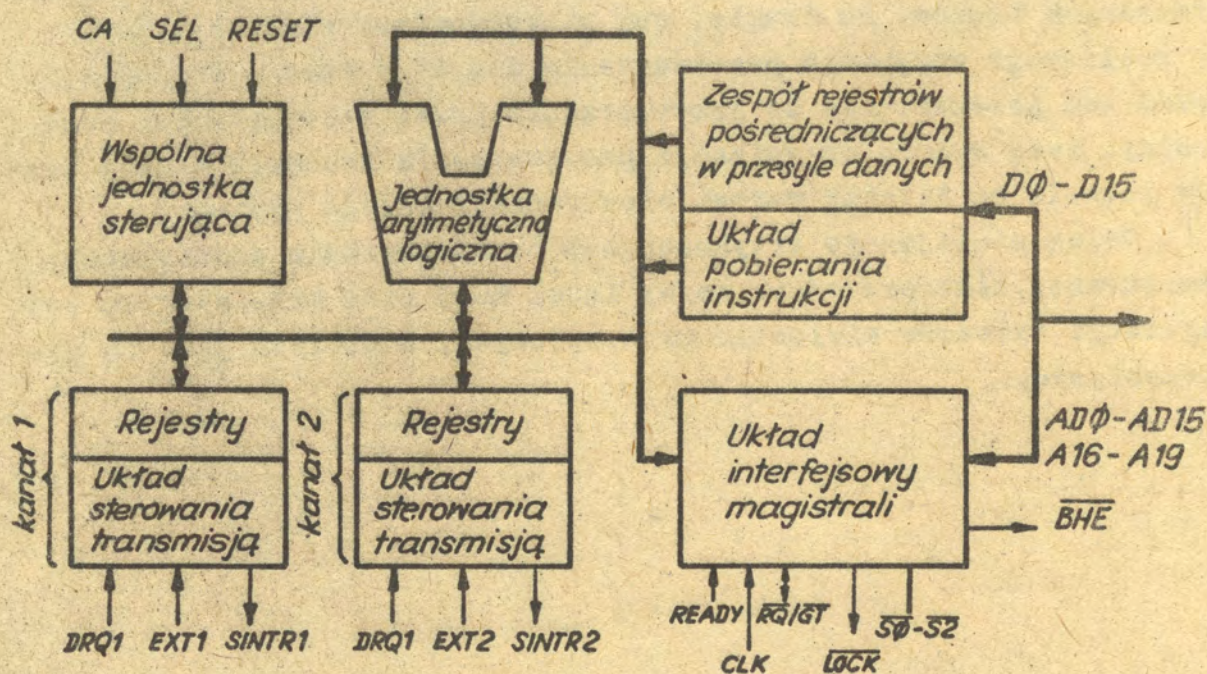 CA SEL RESET
Wspólna
jednostka
sterująca
Jednostka
arytmetyczno
logiczna
Zespół rejestrów
pośredniczących
w przesyle danych
Układ
pobierania
instrukcji
DØ-D15
kanał 1
Rejestry
Układ
sterowania
transmisją
DRQ1 EXT1 SINTR1
kanał 2
Rejestry
Układ
sterowania
transmisją
DRQ1 EXT2 SINTR2
Układ
interfejsowy
magistrali
ADØ-AD15
A16-A19
BHE
READY RQ/GT SØ-S2
CLK LOCK